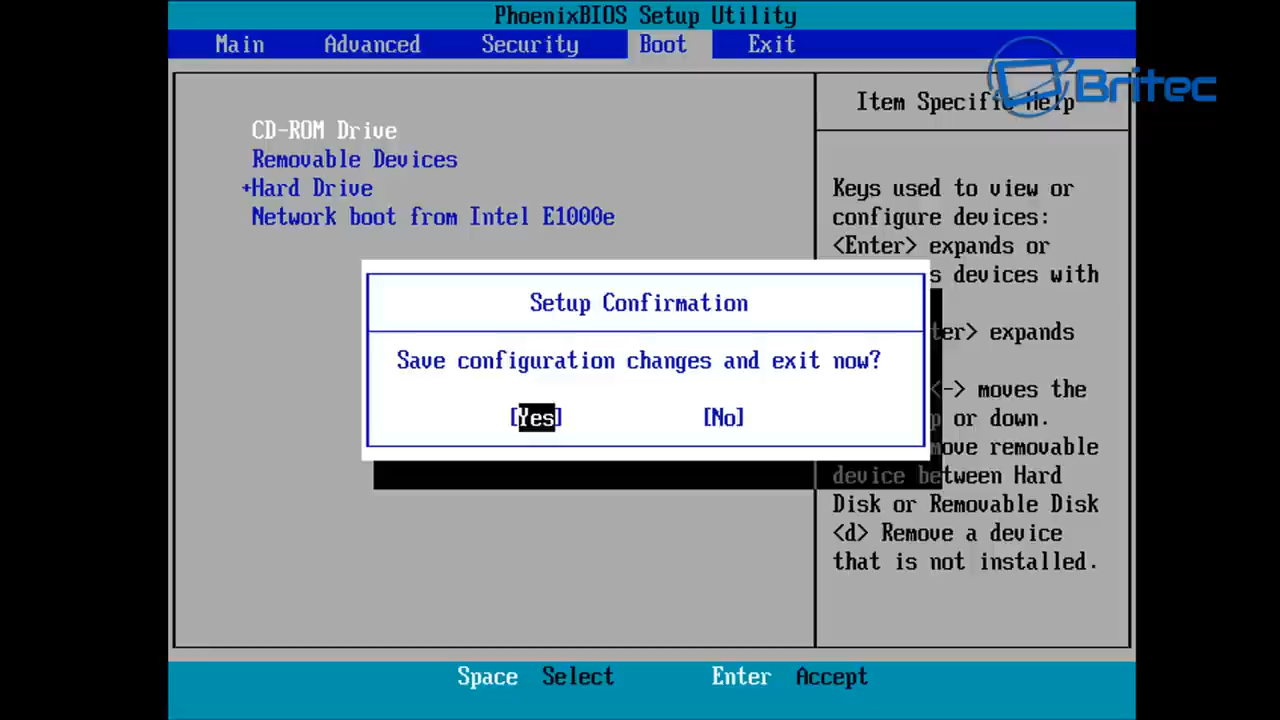 PhoenixBIOS Setup Utility
Main Advanced Security Boot Exit
Britec
Item Specific Help
CD-ROM Drive
Removable Devices
+Hard Drive
Network boot from Intel E1000e
Keys used to view or
configure devices:
<Enter> expands or
devices with
expands
<-> moves the
or down.
removable
device between Hard
Disk or Removable Disk
<d> Remove a device
that is not installed.
Setup Confirmation
Save configuration changes and exit now?
[Yes] [No]
Space Select Enter Accept